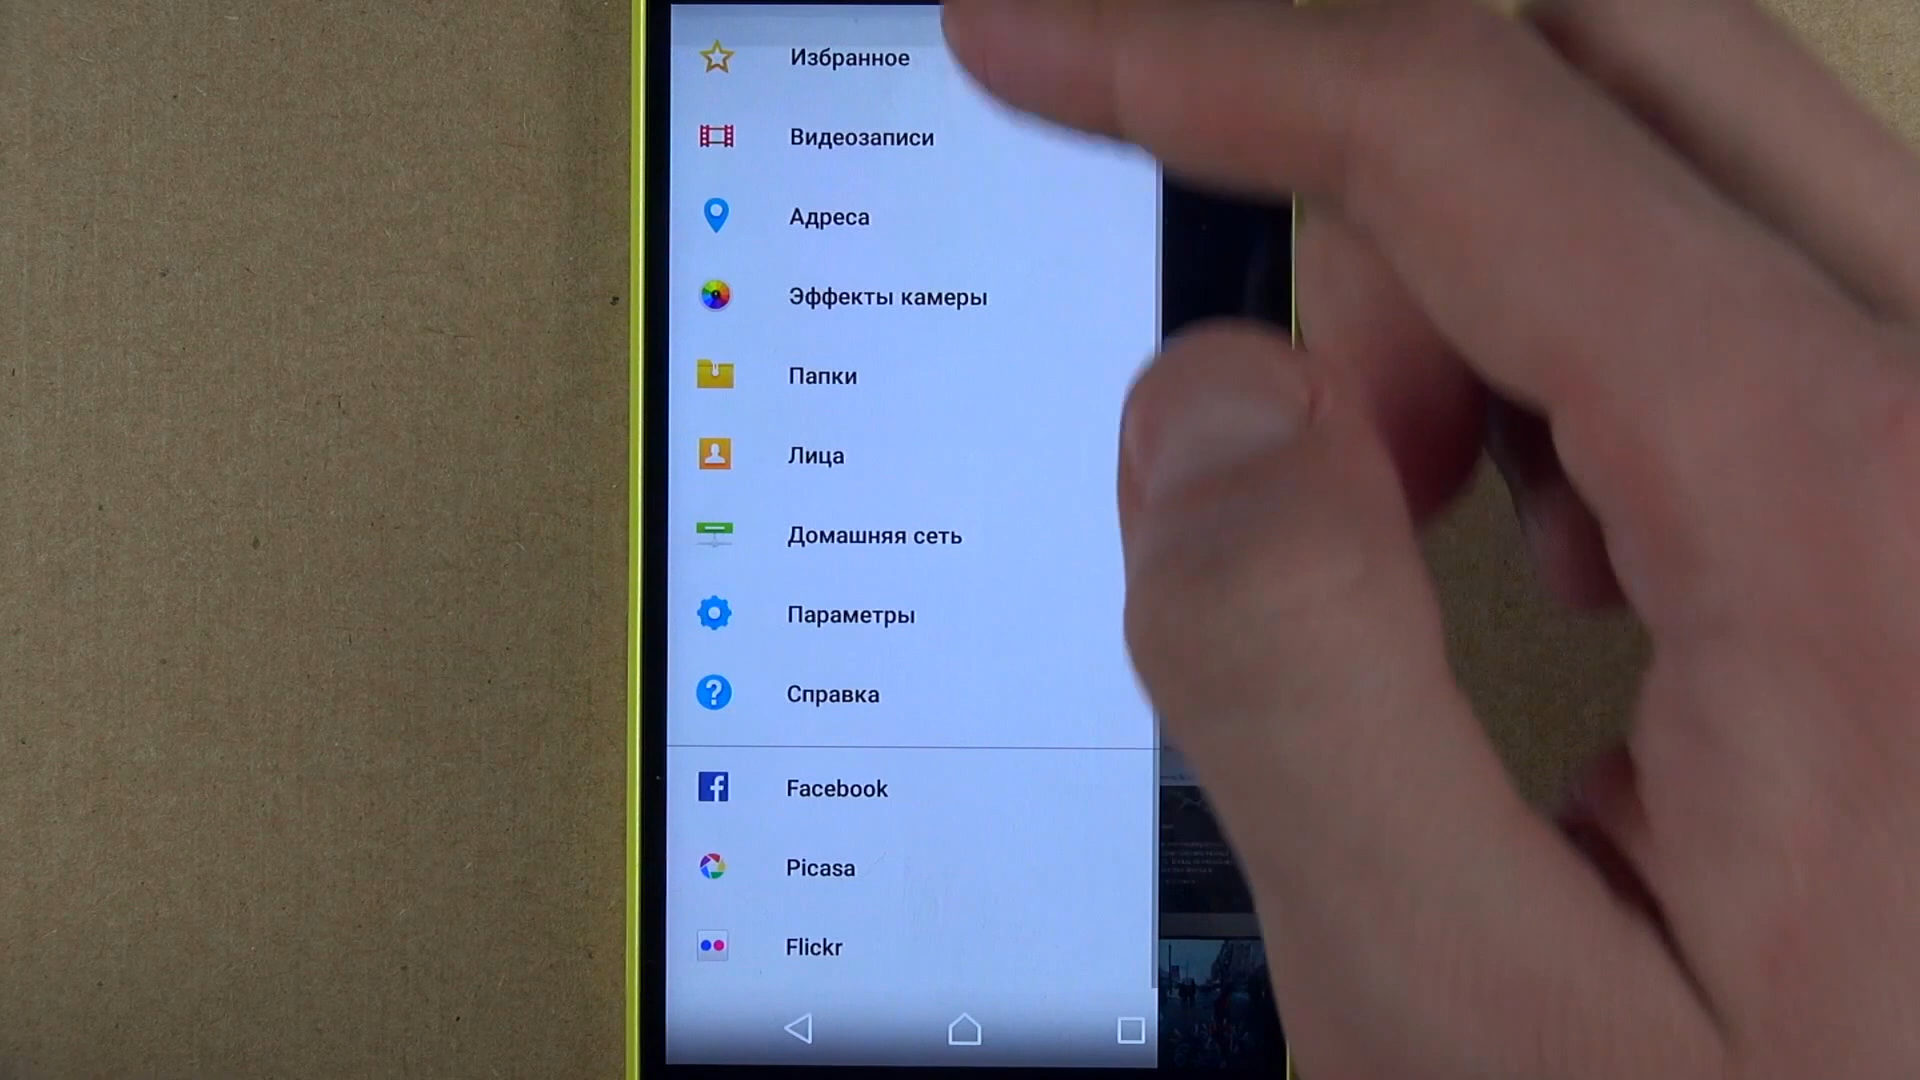 Избранное
Видеозаписи
Адреса
Эффекты камеры
Папки
Лица
Домашняя сеть
Параметры
Справка
Facebook
Picasa
Flickr